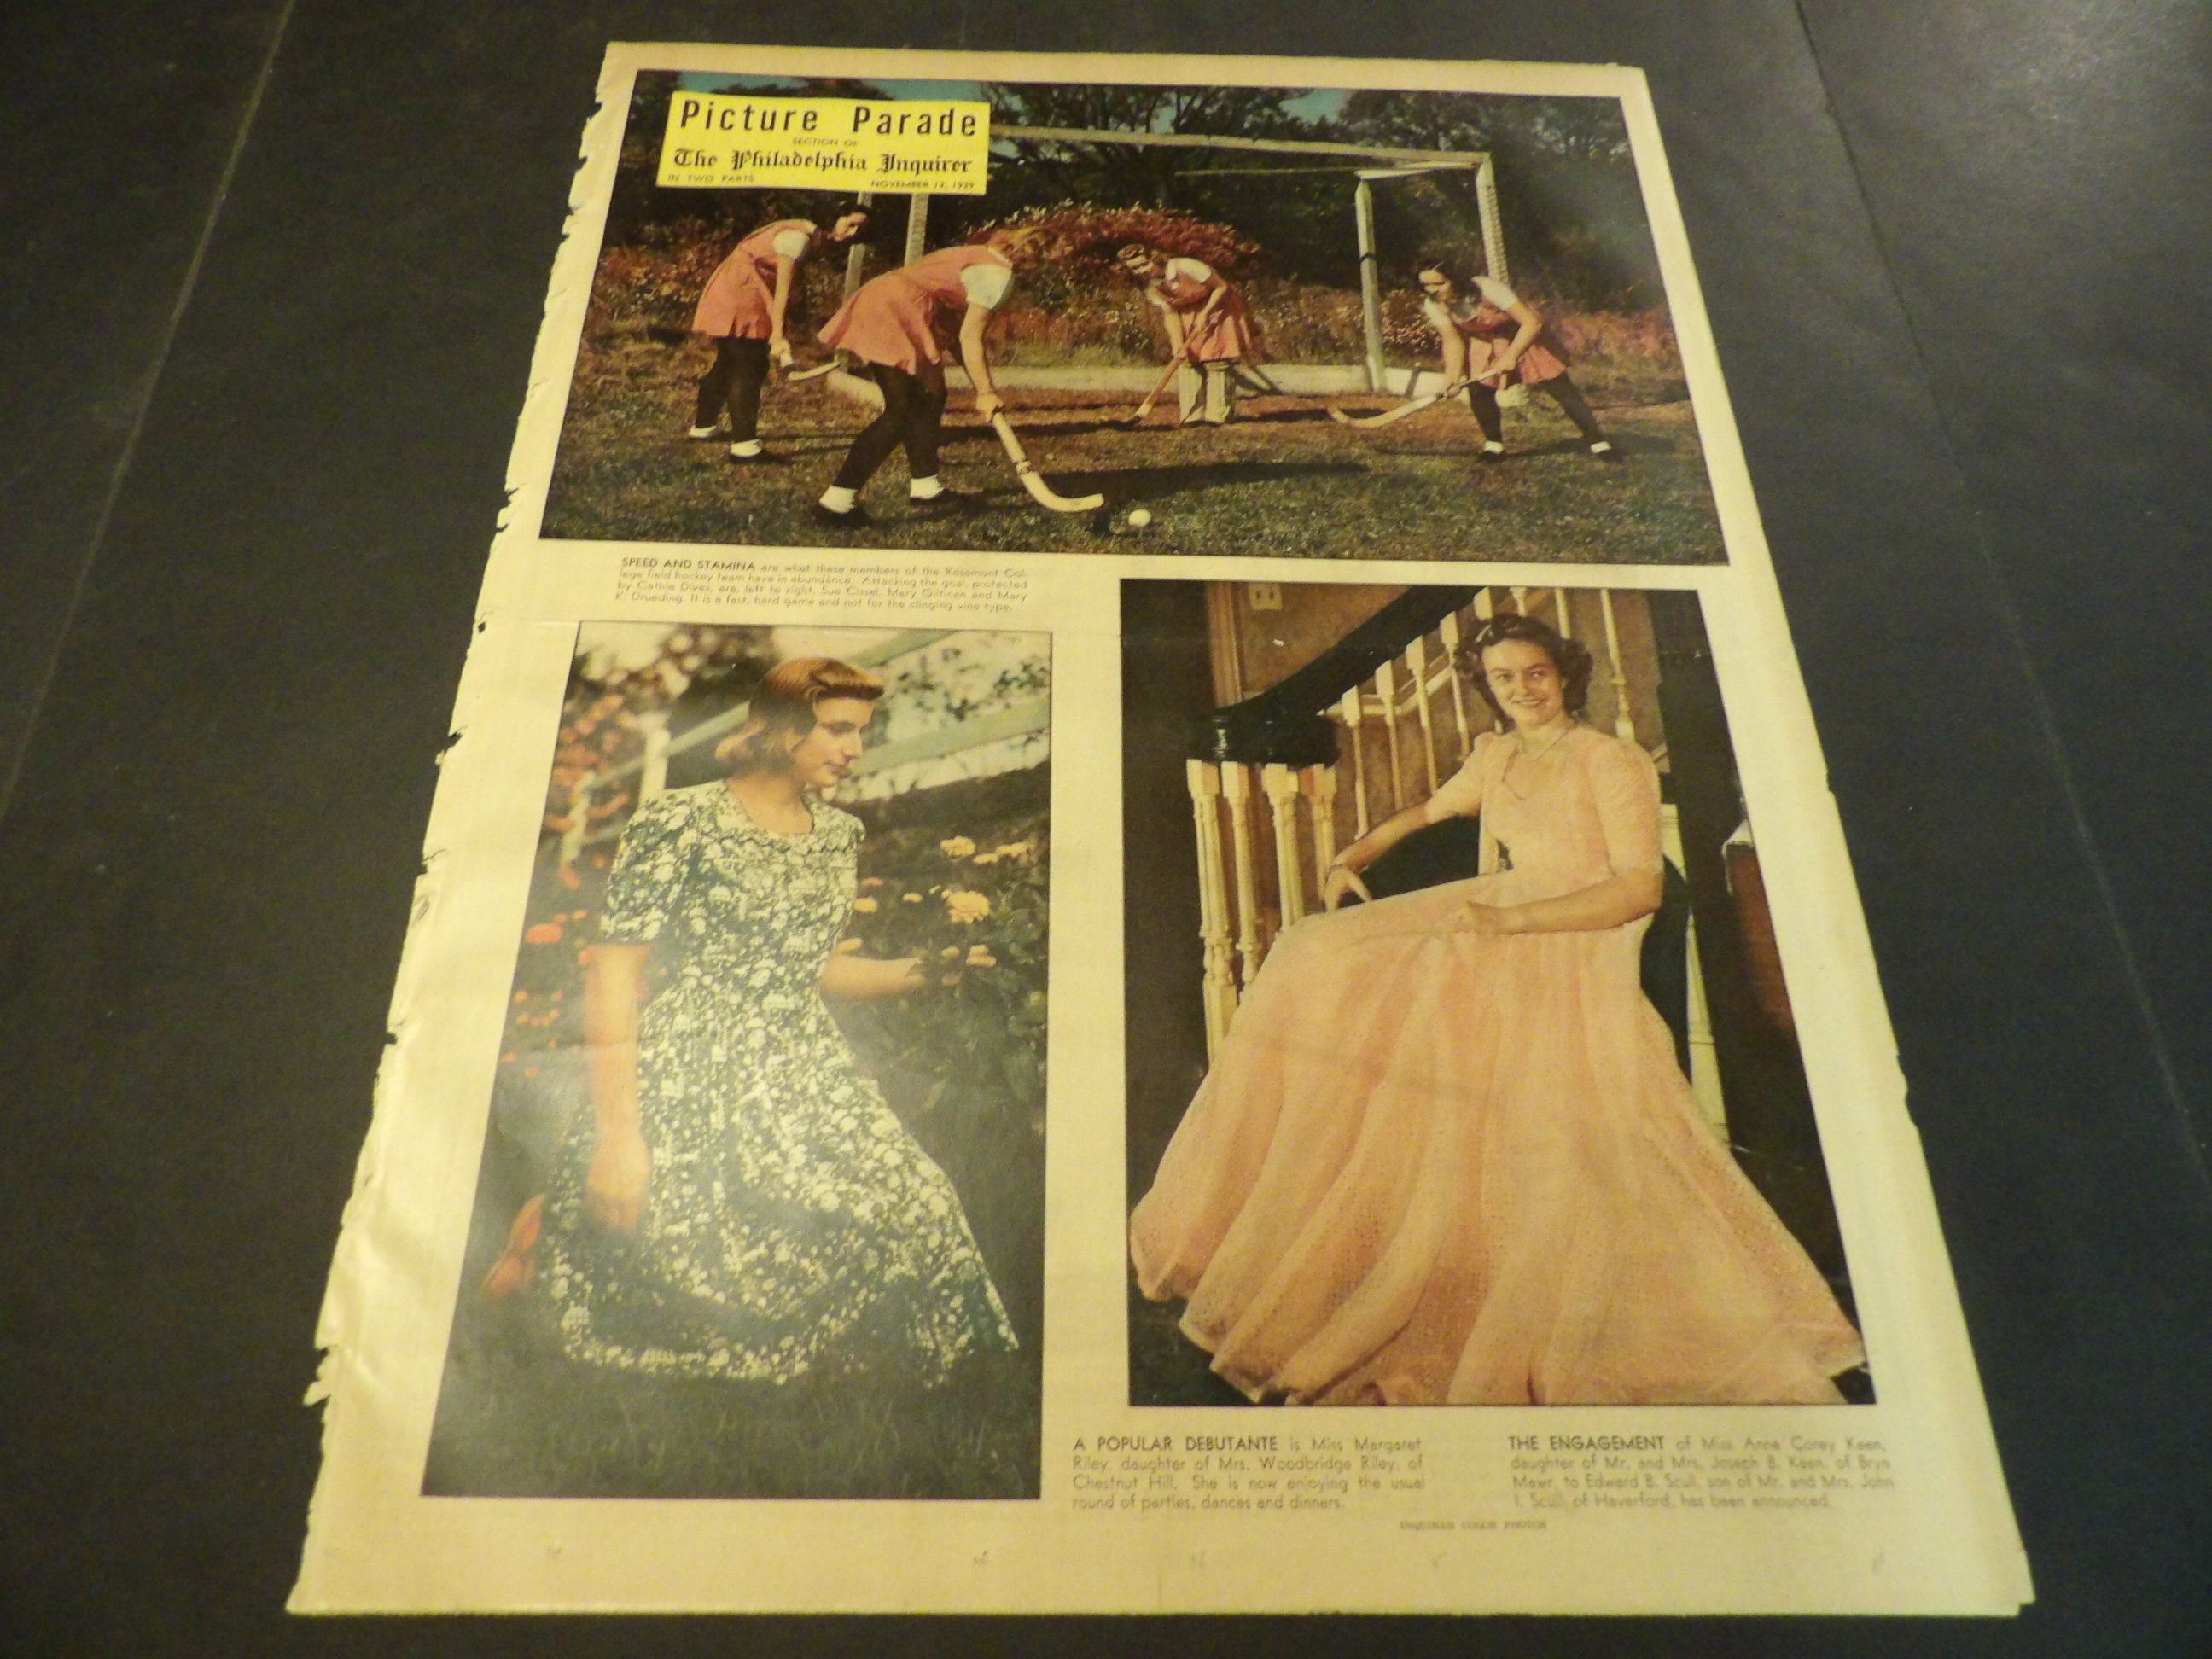 Picture Parade
SECTION OF
The Philadelphia Inquirer
IN TWO PARTS NOVEMBER 12, 1939
SPEED AND STAMINA are what these members of the Rosemont Col-
lege field hockey team have in abundance. Attacking the goal, protected
by Cathie Dives, are, left to right, Sue Cissel, Mary Giltinan and Mary
K. Drueding. It is a fast, hard game and not for the clinging vine type.
A POPULAR DEBUTANTE is Miss Margaret
Riley, daughter of Mrs. Woodbridge Riley, of
Chestnut Hill. She is now enjoying the usual
round of parties, dances and dinners.
THE ENGAGEMENT of Miss Anne Corey Keen,
daughter of Mr. and Mrs. Joseph B. Keen, of Bryn
Mawr, to Edward B. Scull, son of Mr. and Mrs. John
I. Scull, of Haverford, has been announced.
INQUIRER COLOR PHOTOS